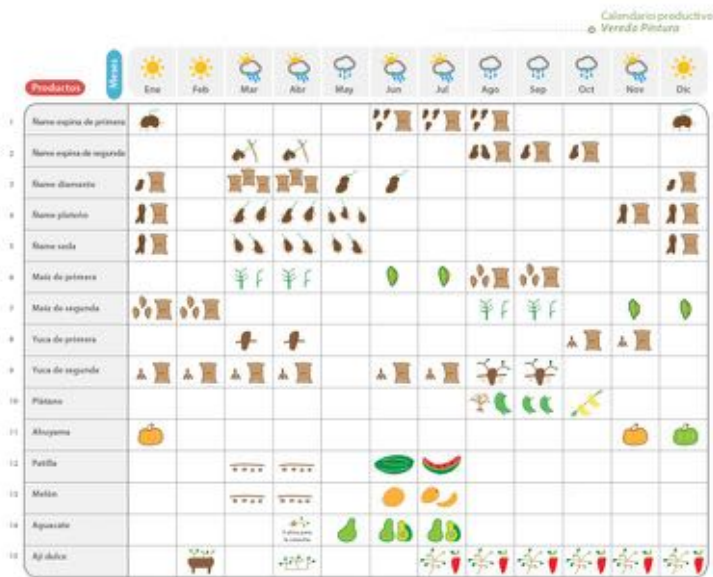 Calendario productivo
Vereda Pintura
Productos
Meses
Ene Feb Mar Abr May Jun Jul Ago Sep Oct Nov Dic
1 Ñame espina de primera
2 Ñame espina de segunda
3 Ñame diamante
4 Ñame plateño
5 Ñame seda
6 Maíz de primera
7 Maíz de segunda
8 Yuca de primera
9 Yuca de segunda
10 Plátano
11 Ahuyama
12 Patilla
13 Melón
14 Aguacate
15 Ají dulce